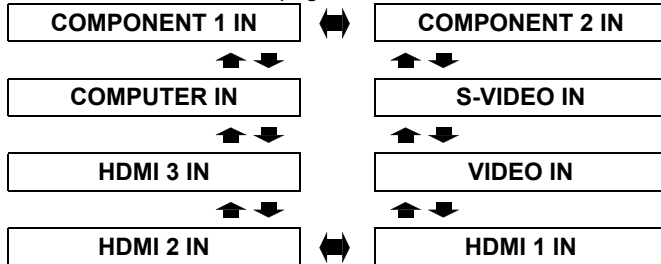 COMPONENT 1 IN COMPONENT 2 IN
COMPUTER IN S-VIDEO IN
HDMI 3 IN VIDEO IN
HDMI 2 IN HDMI 1 IN